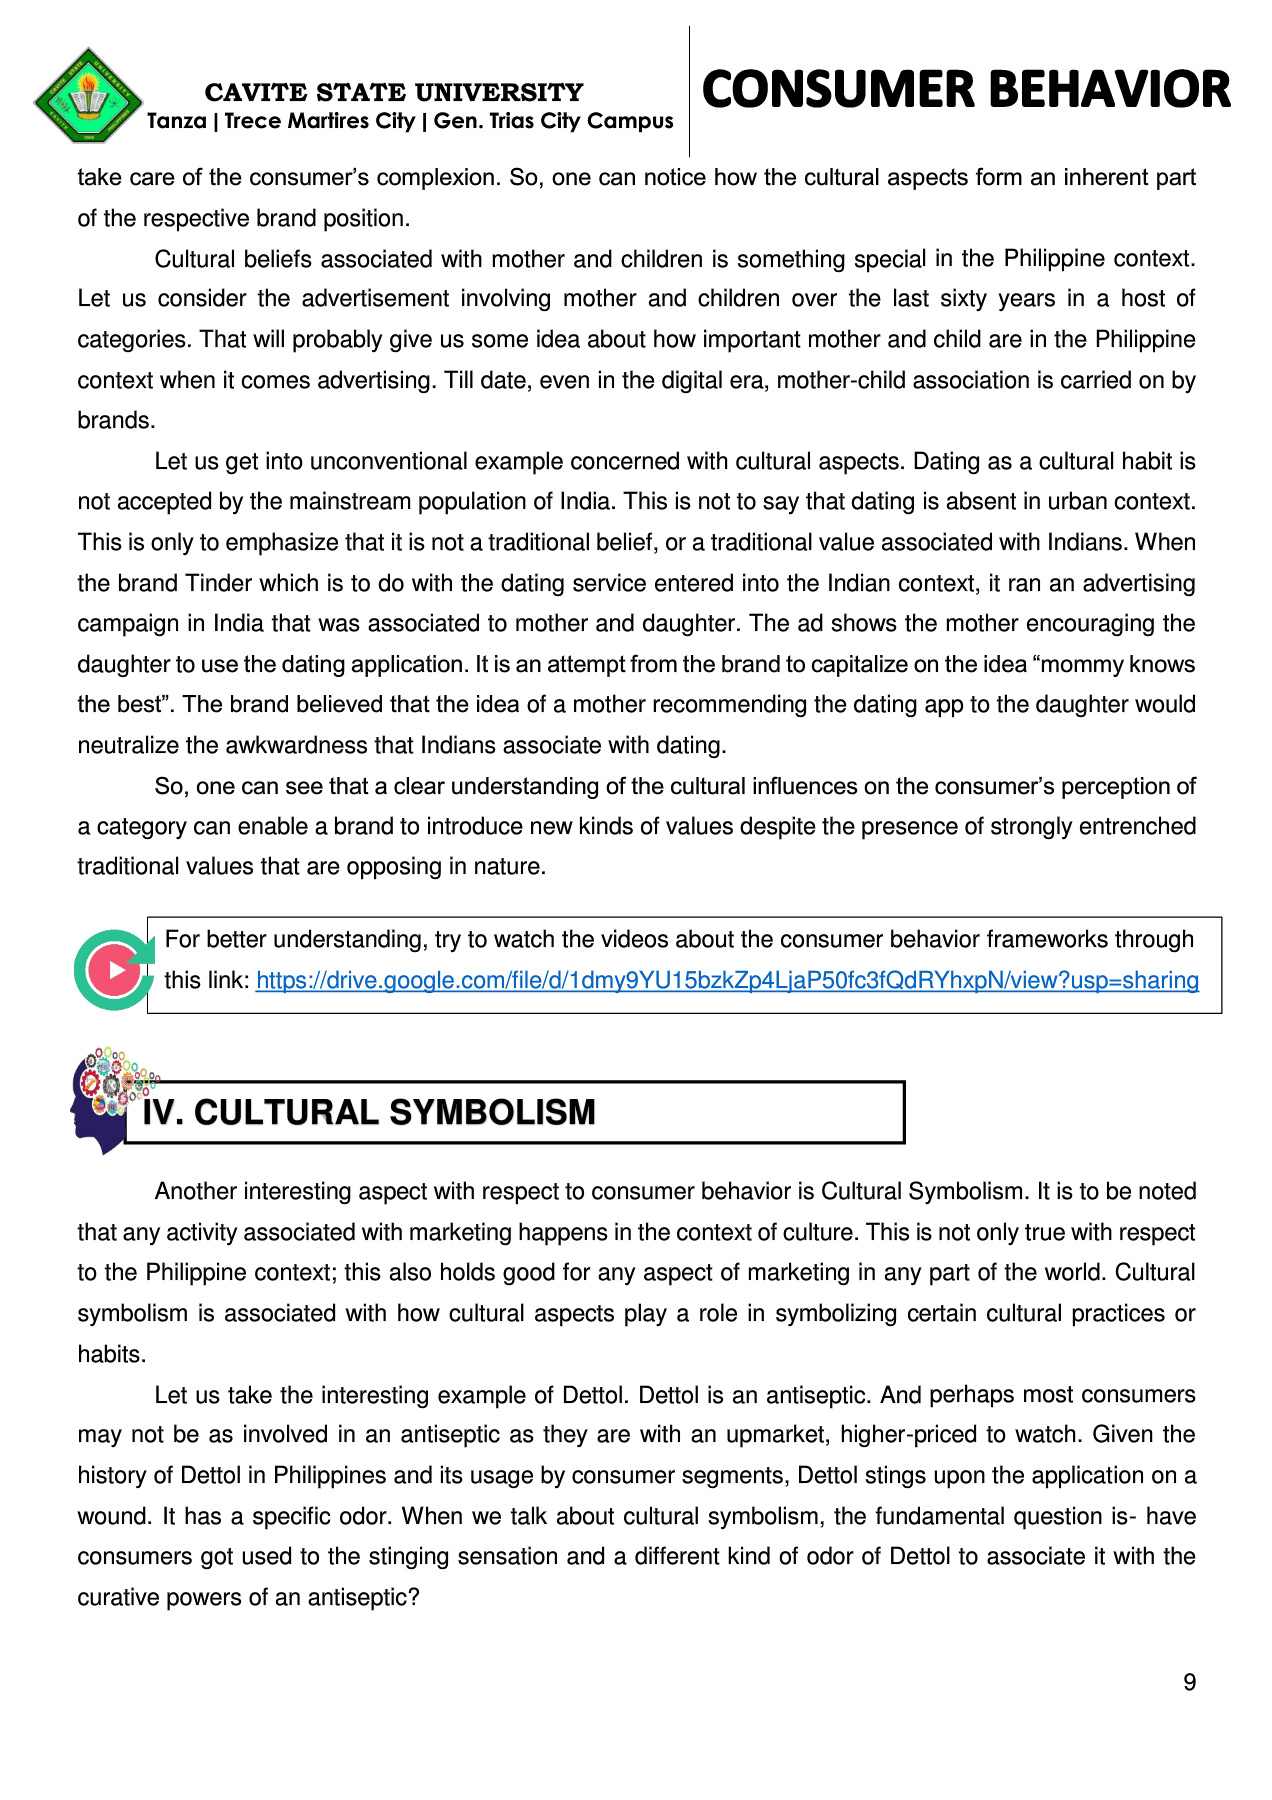 CAVITE STATE UNIVERSITY
Tanza | Trece Martires City | Gen. Trias City Campus
CONSUMER BEHAVIOR
take care of the consumer’s complexion. So, one can notice how the cultural aspects form an inherent part
of the respective brand position.
Cultural beliefs associated with mother and children is something special in the Philippine context.
Let us consider the advertisement involving mother and children over the last sixty years in a host of
categories. That will probably give us some idea about how important mother and child are in the Philippine
context when it comes advertising. Till date, even in the digital era, mother-child association is carried on by
brands.
Let us get into unconventional example concerned with cultural aspects. Dating as a cultural habit is
not accepted by the mainstream population of India. This is not to say that dating is absent in urban context.
This is only to emphasize that it is not a traditional belief, or a traditional value associated with Indians. When
the brand Tinder which is to do with the dating service entered into the Indian context, it ran an advertising
campaign in India that was associated to mother and daughter. The ad shows the mother encouraging the
daughter to use the dating application. It is an attempt from the brand to capitalize on the idea “mommy knows
the best”. The brand believed that the idea of a mother recommending the dating app to the daughter would
neutralize the awkwardness that Indians associate with dating.
So, one can see that a clear understanding of the cultural influences on the consumer’s perception of
a category can enable a brand to introduce new kinds of values despite the presence of strongly entrenched
traditional values that are opposing in nature.
For better understanding, try to watch the videos about the consumer behavior frameworks through
this link: https://drive.google.com/file/d/1dmy9YU15bzkZp4LjaP50fc3fQdRYhxpN/view?usp=sharing
IV. CULTURAL SYMBOLISM
Another interesting aspect with respect to consumer behavior is Cultural Symbolism. It is to be noted
that any activity associated with marketing happens in the context of culture. This is not only true with respect
to the Philippine context; this also holds good for any aspect of marketing in any part of the world. Cultural
symbolism is associated with how cultural aspects play a role in symbolizing certain cultural practices or
habits.
Let us take the interesting example of Dettol. Dettol is an antiseptic. And perhaps most consumers
may not be as involved in an antiseptic as they are with an upmarket, higher-priced to watch. Given the
history of Dettol in Philippines and its usage by consumer segments, Dettol stings upon the application on a
wound. It has a specific odor. When we talk about cultural symbolism, the fundamental question is- have
consumers got used to the stinging sensation and a different kind of odor of Dettol to associate it with the
curative powers of an antiseptic?
9